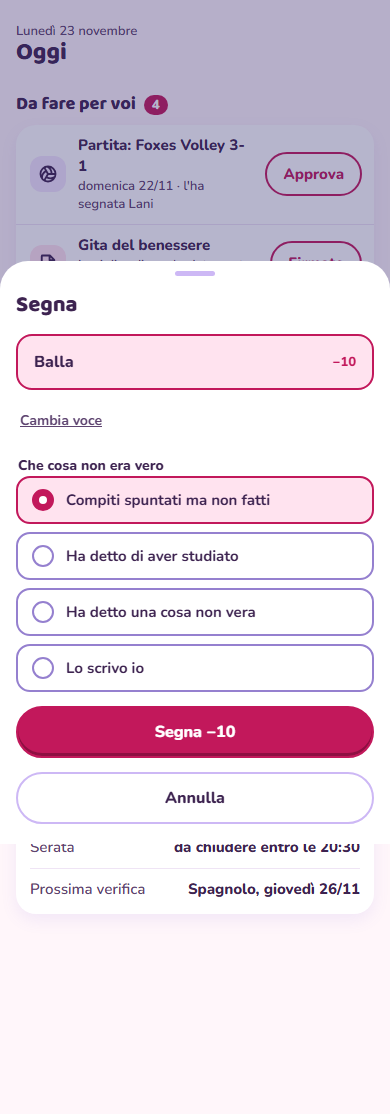 Lunedì 23 novembre
Oggi
Da fare per voi 4
Partita: Foxes Volley 3-
1
domenica 22/11 · l'ha
segnata Lani
Approva
Gita del benessere
Segna
Balla −10
Cambia voce
Che cosa non era vero
Compiti spuntati ma non fatti
Ha detto di aver studiato
Ha detto una cosa non vera
Lo scrivo io
Segna −10
Annulla
Serata da chiudere entro le 20:30
Prossima verifica Spagnolo, giovedì 26/11